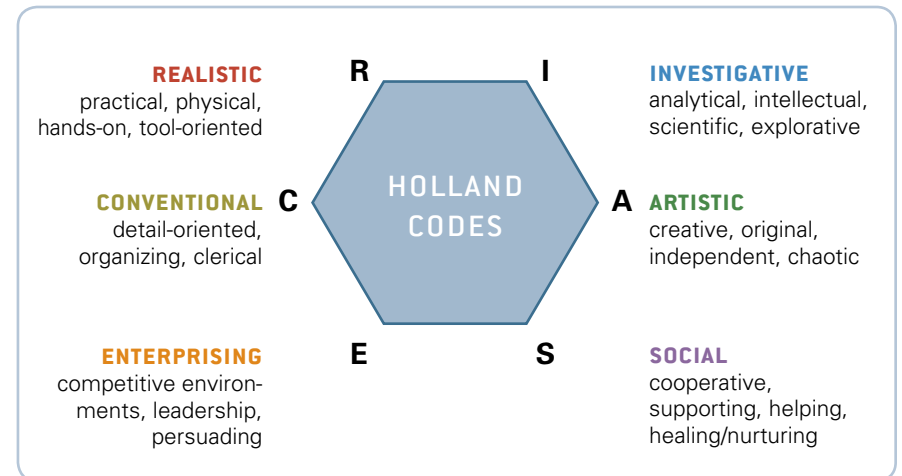 REALISTIC
practical, physical,
hands-on, tool-oriented
R
I
INVESTIGATIVE
analytical, intellectual,
scientific, explorative
CONVENTIONAL
detail-oriented,
organizing, clerical
C
HOLLAND
CODES
A
ARTISTIC
creative, original,
independent, chaotic
ENTERPRISING
competitive environ-
ments, leadership,
persuading
E
S
SOCIAL
cooperative,
supporting, helping,
healing/nurturing